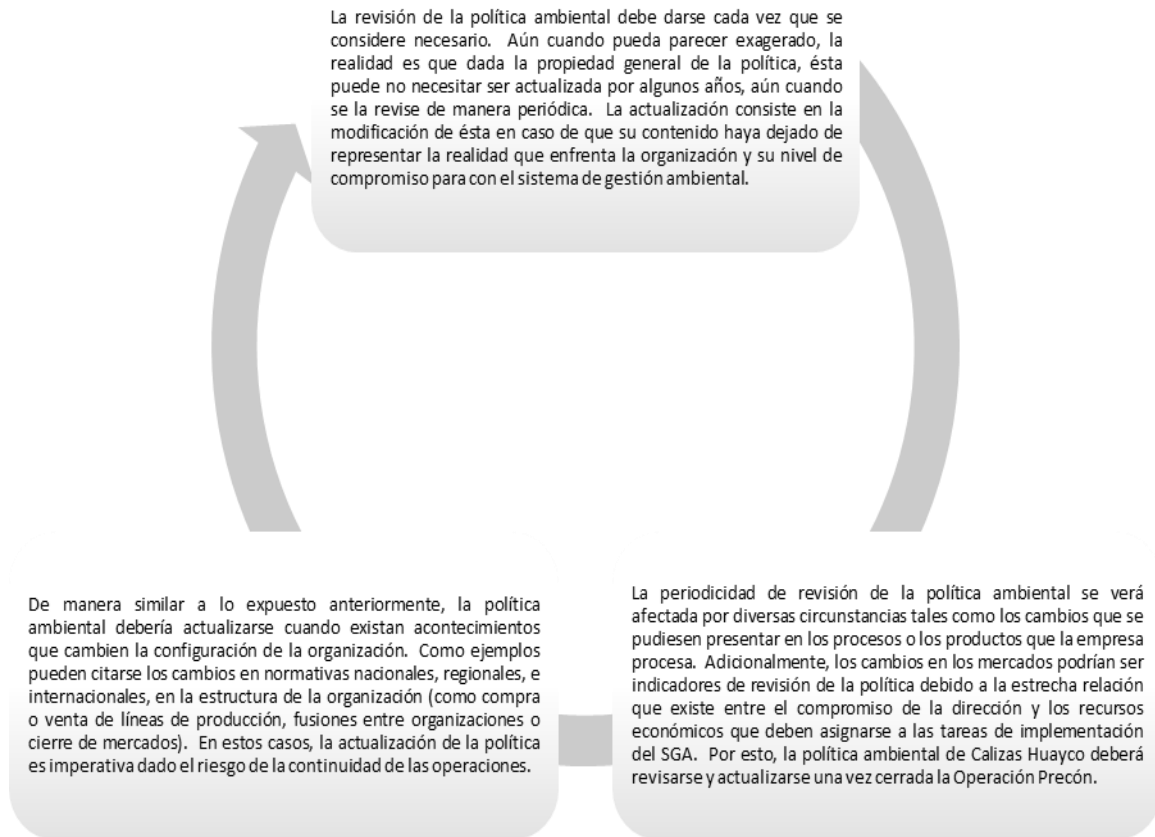 La revisión de la política ambiental debe darse cada vez que se
considere necesario. Aún cuando pueda parecer exagerado, la
realidad es que dada la propiedad general de la política, ésta
puede no necesitar ser actualizada por algunos años, aún cuando
se la revise de manera periódica. La actualización consiste en la
modificación de ésta en caso de que su contenido haya dejado de
representar la realidad que enfrenta la organización y su nivel de
compromiso para con el sistema de gestión ambiental.
La periodicidad de revisión de la política ambiental se verá
afectada por diversas circunstancias tales como los cambios que se
pudiesen presentar en los procesos o los productos que la empresa
procesa. Adicionalmente, los cambios en los mercados podrían ser
indicadores de revisión de la política debido a la estrecha relación
que existe entre el compromiso de la dirección y los recursos
económicos que deben asignarse a las tareas de implementación
del SGA. Por esto, la política ambiental de Calizas Huayco deberá
revisarse y actualizarse una vez cerrada la Operación Precón.
De manera similar a lo expuesto anteriormente, la política
ambiental debería actualizarse cuando existan acontecimientos
que cambien la configuración de la organización. Como ejemplos
pueden citarse los cambios en normativas nacionales, regionales, e
internacionales, en la estructura de la organización (como compra
o venta de líneas de producción, fusiones entre organizaciones o
cierre de mercados). En estos casos, la actualización de la política
es imperativa dado el riesgo de la continuidad de las operaciones.